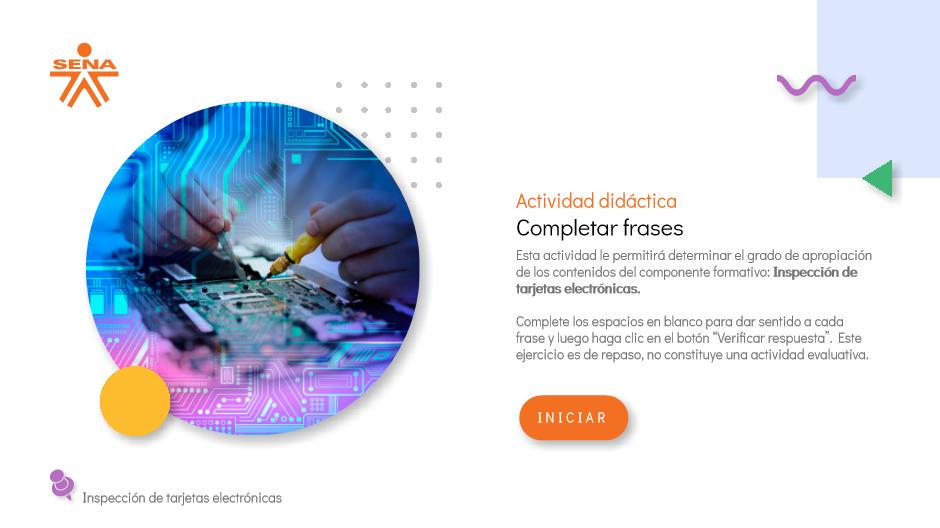 SENA
Actividad didáctica
Completar frases
Esta actividad le permitirá determinar el grado de apropiación
de los contenidos del componente formativo: Inspección de
tarjetas electrónicas.
Complete los espacios en blanco para dar sentido a cada
frase y luego haga clic en el botón “Verificar respuesta”. Este
ejercicio es de repaso, no constituye una actividad evaluativa.
INICIAR
Inspección de tarjetas electrónicas